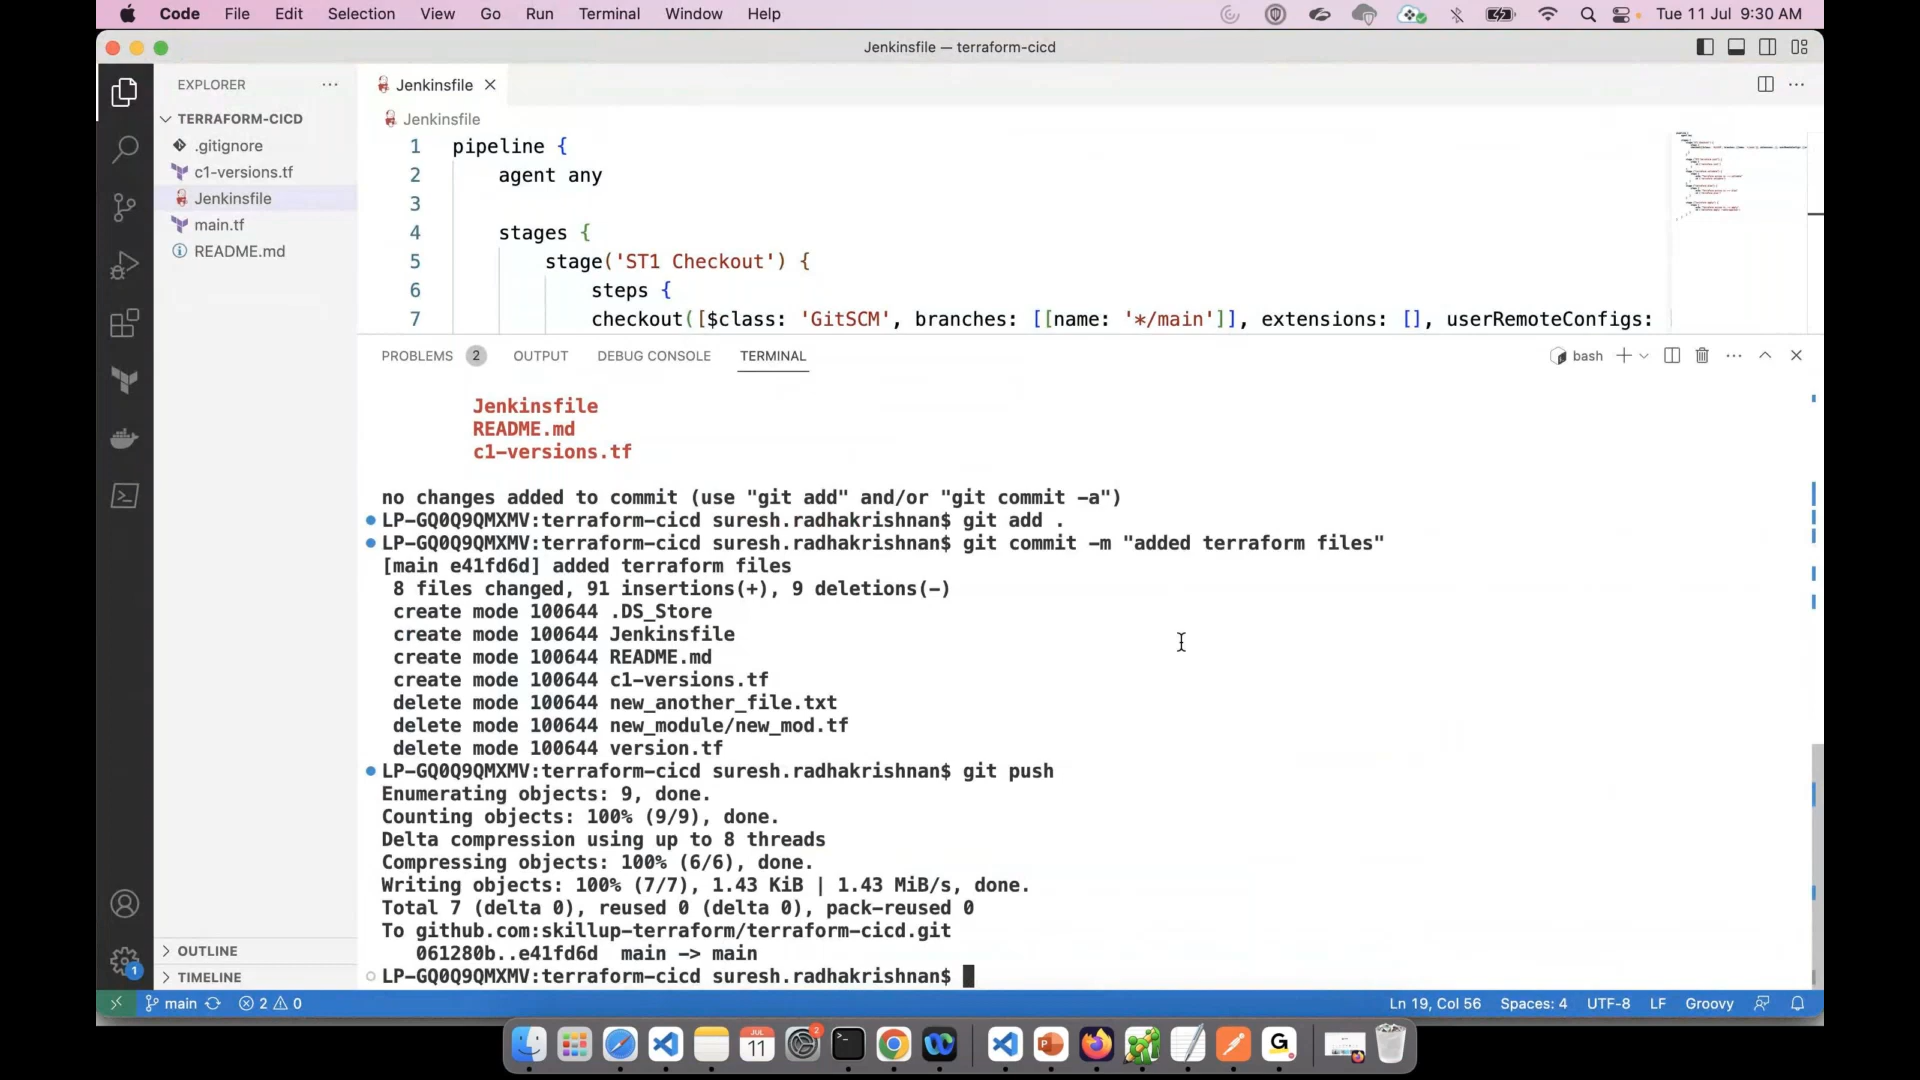 Code File Edit Selection View Go Run Terminal Window Help
Tue 11 Jul 9:30 AM
Jenkinsfile — terraform-cicd
EXPLORER
TERRAFORM-CICD
.gitignore
c1-versions.tf
Jenkinsfile
main.tf
README.md
OUTLINE
TIMELINE
Jenkinsfile
Jenkinsfile
1 pipeline {
2 agent any
3
4 stages {
5 stage('ST1 Checkout') {
6 steps {
7 checkout([$class: 'GitSCM', branches: [[name: '*/main']], extensions: [], userRemoteConfigs: [
PROBLEMS 2 OUTPUT DEBUG CONSOLE TERMINAL
bash
Jenkinsfile
README.md
c1-versions.tf
no changes added to commit (use "git add" and/or "git commit -a")
LP-GQ0Q9QMXMV:terraform-cicd suresh.radhakrishnan$ git add .
LP-GQ0Q9QMXMV:terraform-cicd suresh.radhakrishnan$ git commit -m "added terraform files"
[main e41fd6d] added terraform files
8 files changed, 91 insertions(+), 9 deletions(-)
create mode 100644 .DS_Store
create mode 100644 Jenkinsfile
create mode 100644 README.md
create mode 100644 c1-versions.tf
delete mode 100644 new_another_file.txt
delete mode 100644 new_module/new_mod.tf
delete mode 100644 version.tf
LP-GQ0Q9QMXMV:terraform-cicd suresh.radhakrishnan$ git push
Enumerating objects: 9, done.
Counting objects: 100% (9/9), done.
Delta compression using up to 8 threads
Compressing objects: 100% (6/6), done.
Writing objects: 100% (7/7), 1.43 KiB | 1.43 MiB/s, done.
Total 7 (delta 0), reused 0 (delta 0), pack-reused 0
To github.com:skillup-terraform/terraform-cicd.git
061280b..e41fd6d main -> main
LP-GQ0Q9QMXMV:terraform-cicd suresh.radhakrishnan$
1
main 2 0
Ln 19, Col 56 Spaces: 4 UTF-8 LF Groovy
JUL
11
2
G